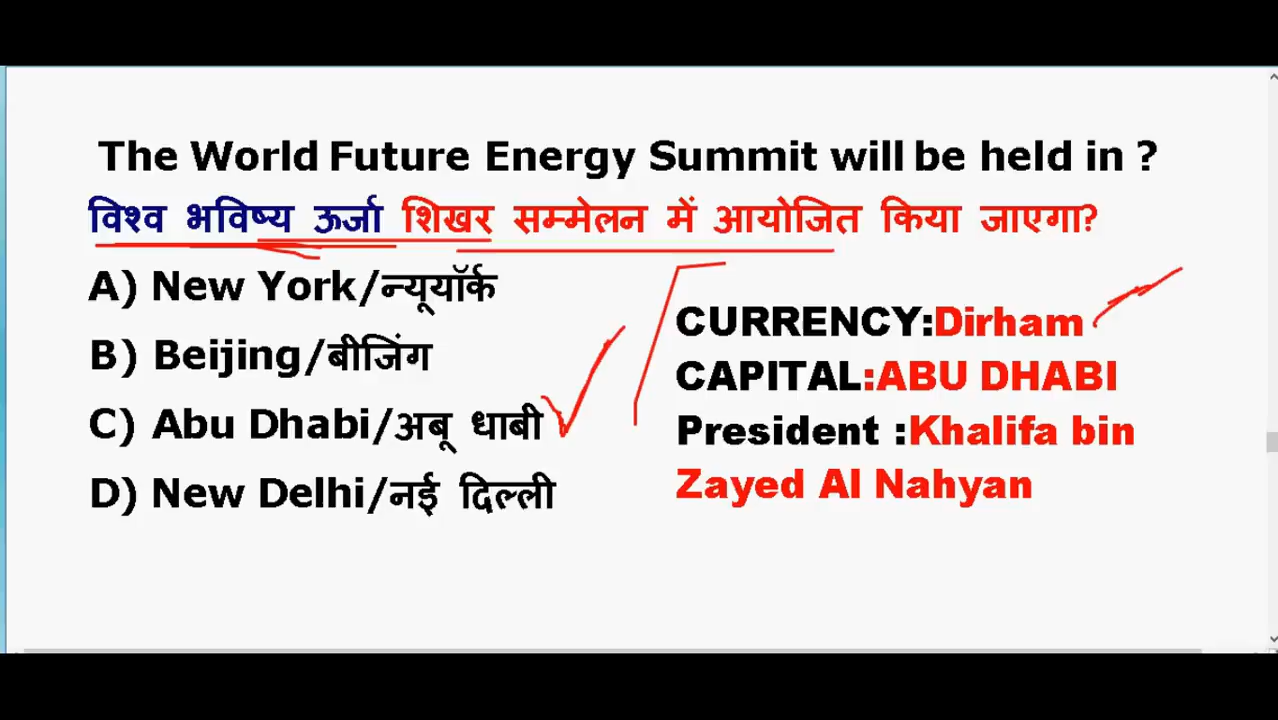 The World Future Energy Summit will be held in ?
विश्व भविष्य ऊर्जा शिखर सम्मेलन में आयोजित किया जाएगा?
A) New York/न्यूयॉर्क
B) Beijing/बीजिंग
C) Abu Dhabi/अबू धाबी
D) New Delhi/नई दिल्ली
CURRENCY:Dirham
CAPITAL:ABU DHABI
President :Khalifa bin
Zayed Al Nahyan